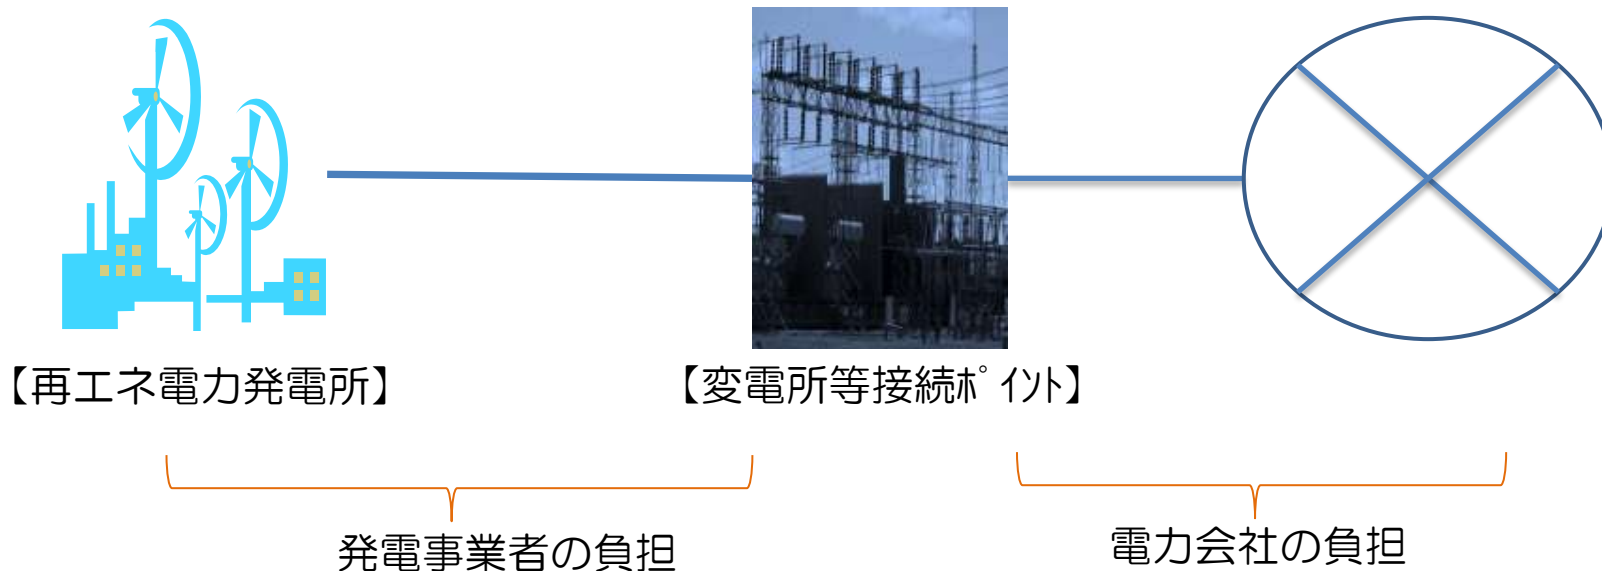 【再エネ電力発電所】
【変電所等接続ﾎﾟｲﾝﾄ】
発電事業者の負担
電力会社の負担